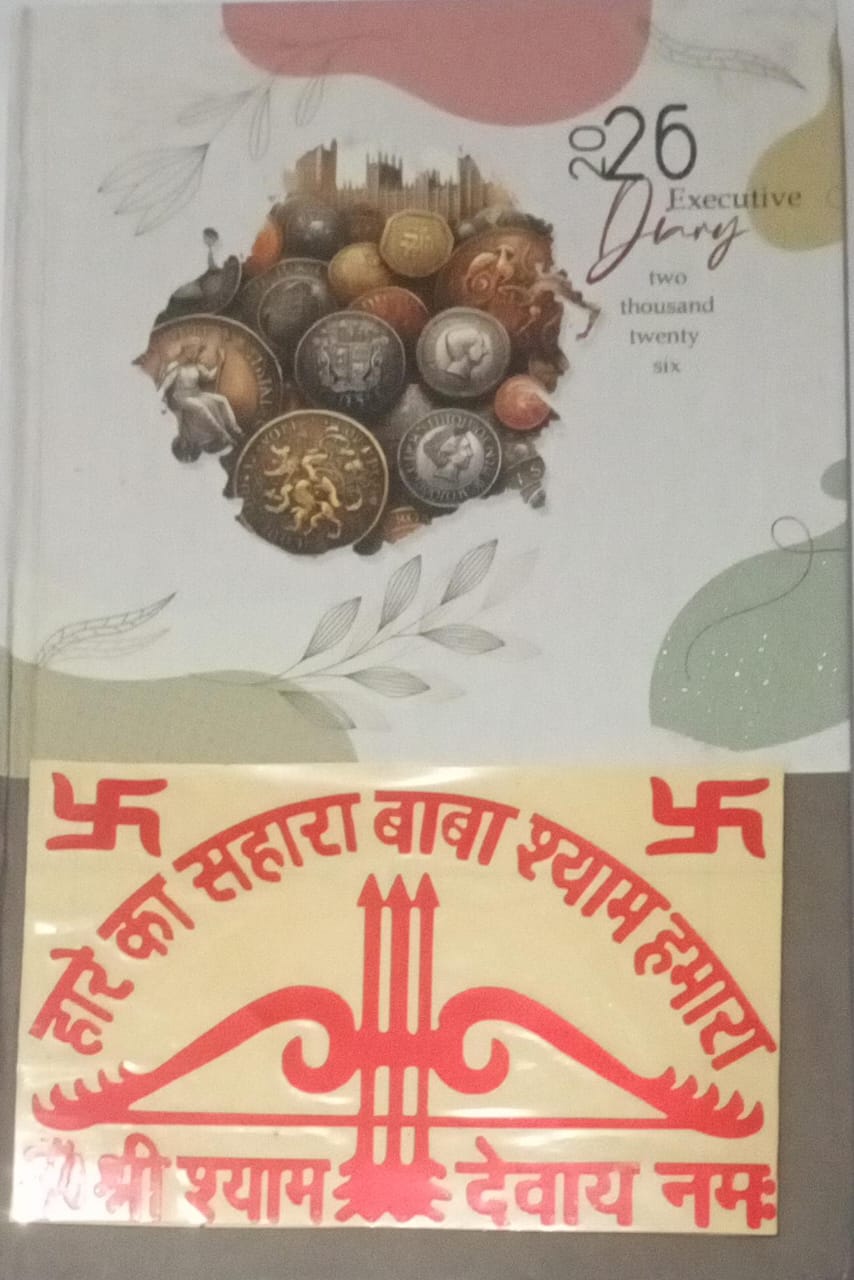 2026
Executive
Diary
two
thousand
twenty
six
हारे का सहारा बाबा श्याम हमारा
श्री श्याम देवाय नमः